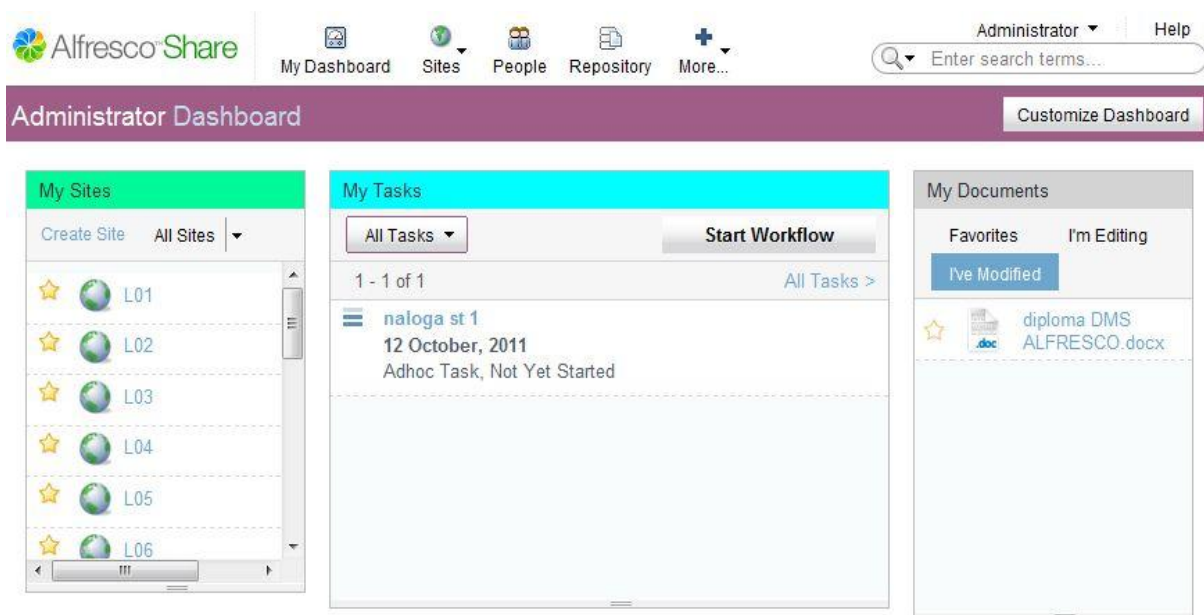 Alfresco Share
My Dashboard
Sites
People
Repository
More...
Administrator
Help
Enter search terms...
Administrator Dashboard
Customize Dashboard
My Sites
Create Site
All Sites
L01
L02
L03
L04
L05
L06
My Tasks
All Tasks
Start Workflow
1 - 1 of 1
All Tasks >
naloga st 1
12 October, 2011
Adhoc Task, Not Yet Started
My Documents
Favorites
I'm Editing
I've Modified
.doc
diploma DMS
ALFRESCO.docx